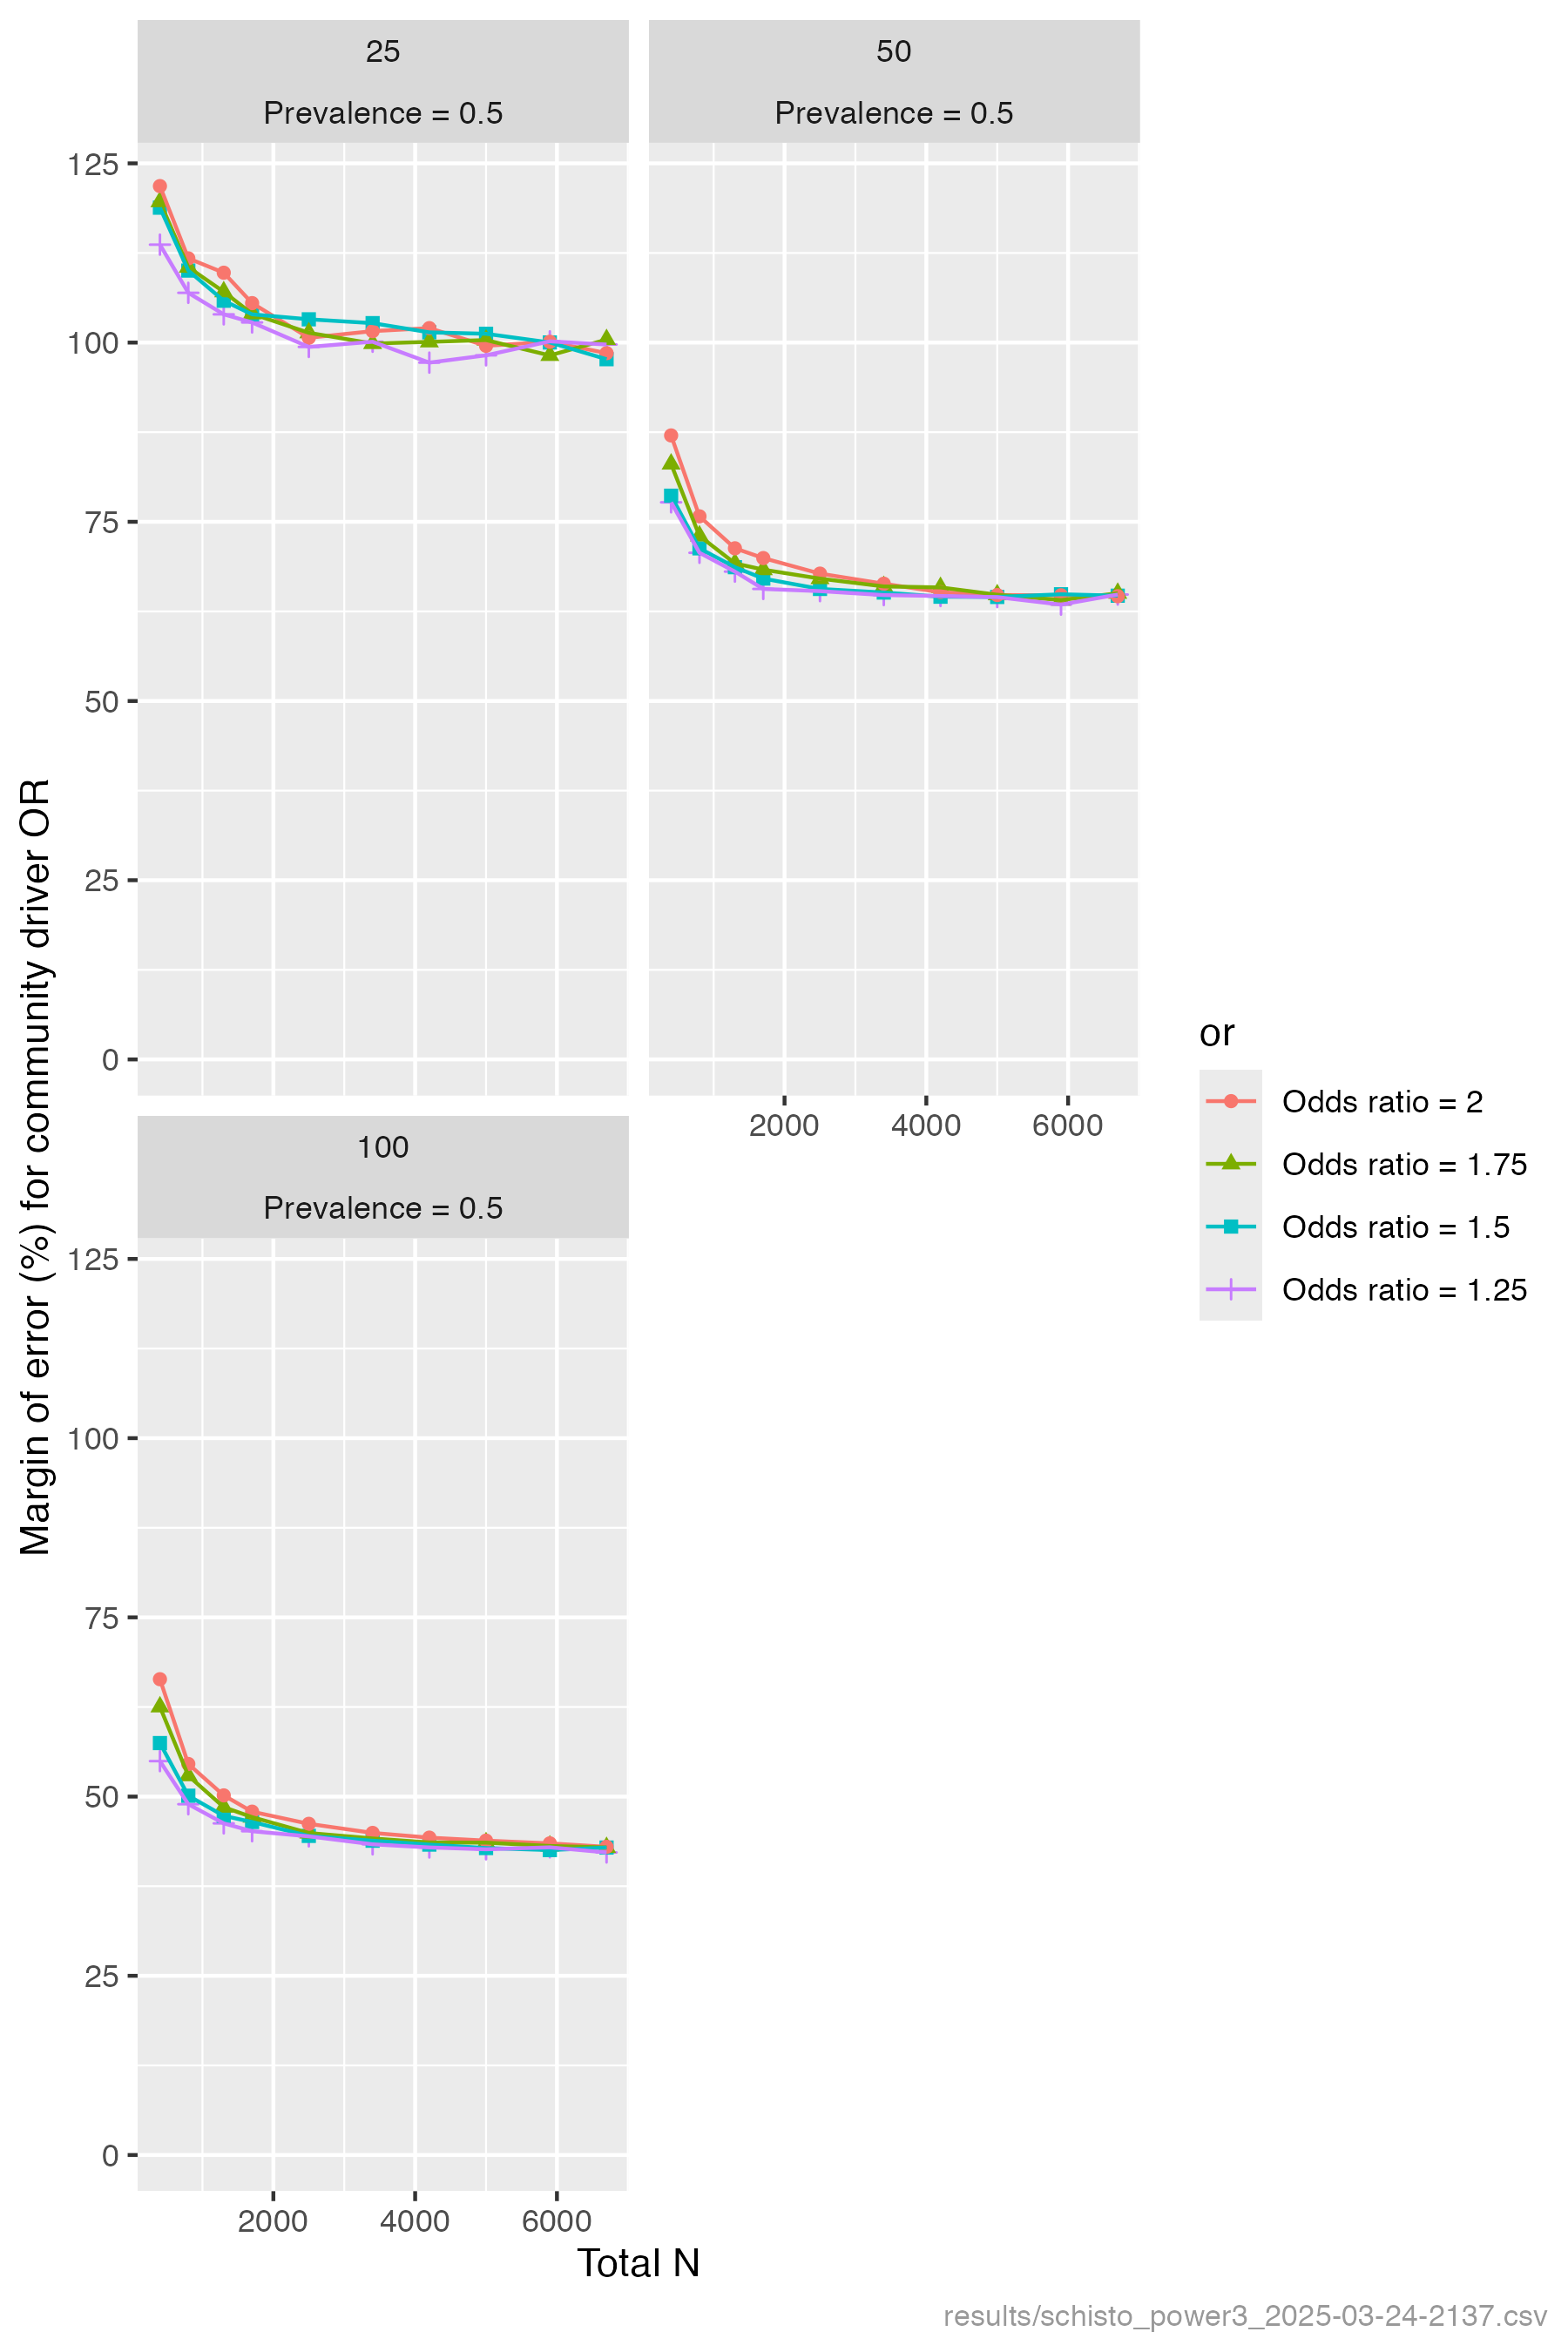 25
50
Prevalence = 0.5
Prevalence = 0.5
125
100
75
50
25
0
2000
4000
6000
100
Prevalence = 0.5
125
100
75
50
25
0
2000
4000
6000
Margin of error (%) for community driver OR
Total N
or
Odds ratio = 2
Odds ratio = 1.75
Odds ratio = 1.5
Odds ratio = 1.25
results/schisto_power3_2025-03-24-2137.csv